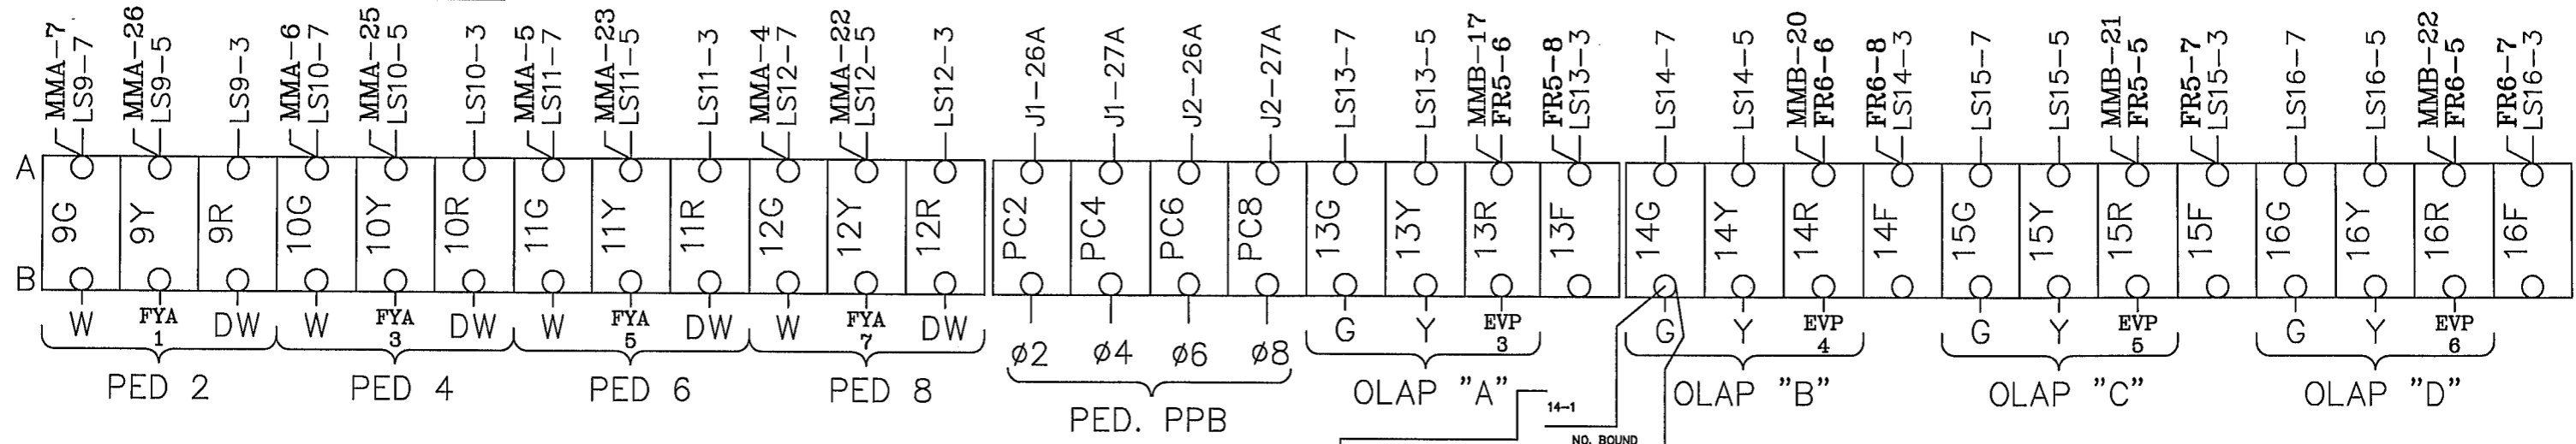 MMA-7 MMA-26 MMA-6 MMA-25 MMA-5 MMA-23 MMA-4 MMA-22 MMB-17 FR5-8 MMB-20 FR6-8 MMB-21 FR5-7 MMB-22 FR6-7
LS9-7 LS9-5 LS9-3 LS10-7 LS10-5 LS10-3 LS11-7 LS11-5 LS11-3 LS12-7 LS12-5 LS12-3 J1-26A J1-27A J2-26A J2-27A LS13-7 LS13-5 FR5-6 LS13-3 LS14-7 LS14-5 FR6-6 LS14-3 LS15-7 LS15-5 FR5-5 LS15-3 LS16-7 LS16-5 FR6-5 LS16-3
A
9G 9Y 9R 10G 10Y 10R 11G 11Y 11R 12G 12Y 12R PC2 PC4 PC6 PC8 13G 13Y 13R 13F 14G 14Y 14R 14F 15G 15Y 15R 15F 16G 16Y 16R 16F
B
W FYA 1 DW W FYA 3 DW W FYA 5 DW W FYA 7 DW ø2 ø4 ø6 ø8 G Y EVP 3 G Y EVP 4 G Y EVP 5 G Y EVP 6
PED 2 PED 4 PED 6 PED 8 PED. PPB OLAP "A" OLAP "B" OLAP "C" OLAP "D"
14-1
NO. BOUND